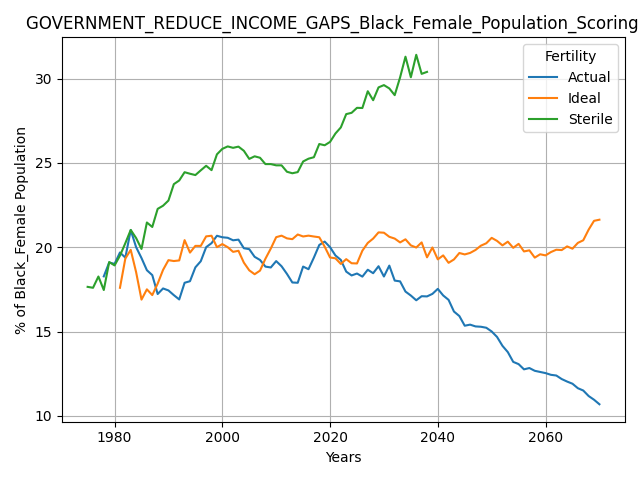 GOVERNMENT_REDUCE_INCOME_GAPS_Black_Female_Population_Scoring
% of Black_Female Population
30
25
20
15
10
Fertility
Actual
Ideal
Sterile
1980 2000 2020 2040 2060
Years